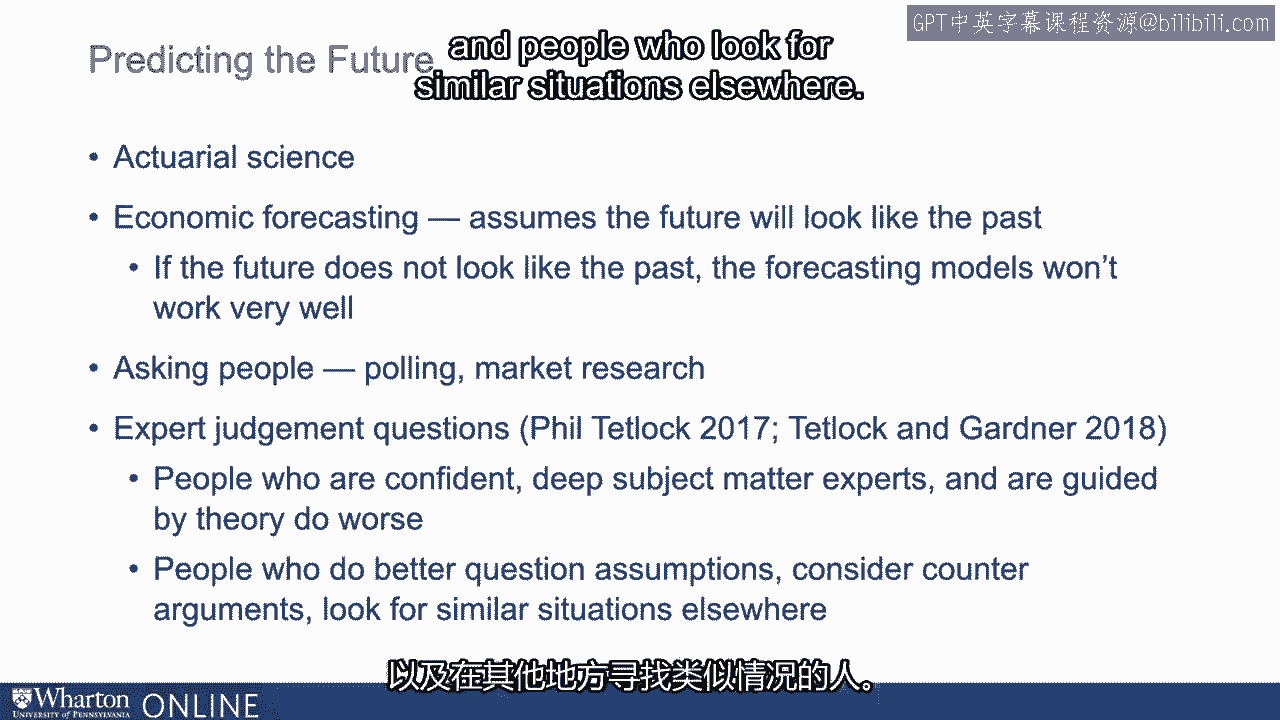 GPT中英字幕课程资源@bilibili.com
Predicting the Future
and people who look for
similar situations elsewhere.
• Actuarial science
• Economic forecasting — assumes the future will look like the past
• If the future does not look like the past, the forecasting models won’t
work very well
• Asking people — polling, market research
• Expert judgement questions (Phil Tetlock 2017; Tetlock and Gardner 2018)
• People who are confident, deep subject matter experts, and are guided
by theory do worse
• People who do better question assumptions, consider counter
arguments, look for similar situations elsewhere
以及在其他地方寻找类似情况的人。
Wharton ONLINE
UNIVERSITY of PENNSYLVANIA